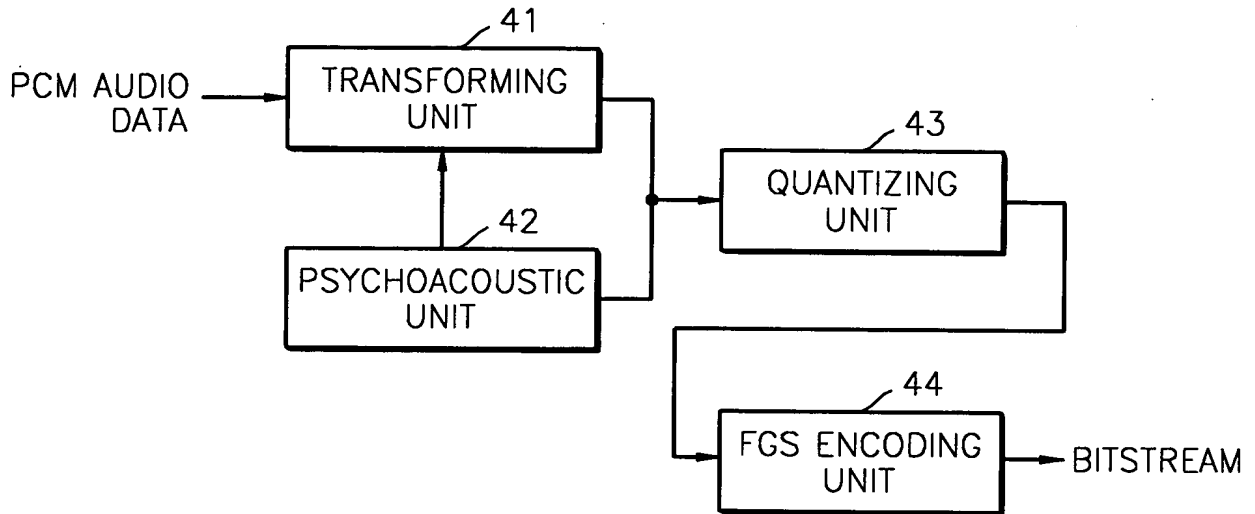 41
PCM AUDIO
DATA
TRANSFORMING
UNIT
43
QUANTIZING
UNIT
42
PSYCHOACOUSTIC
UNIT
44
FGS ENCODING
UNIT
BITSTREAM